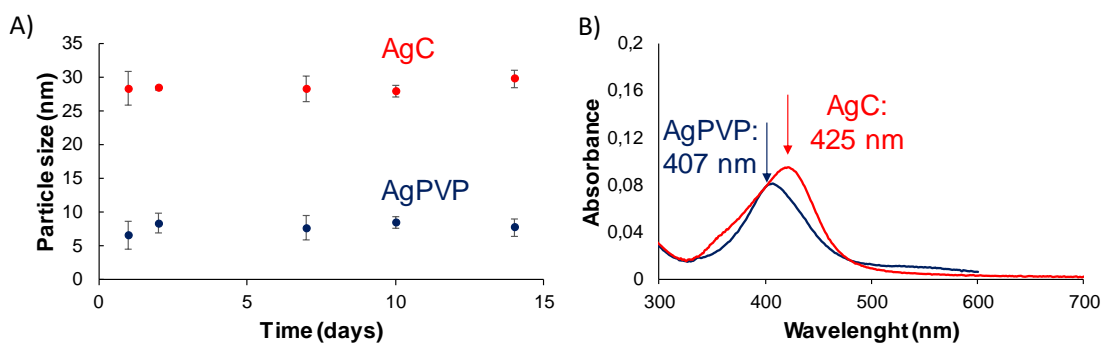 A)
35
30
25
20
15
10
5
0
0
5
10
15
Particle size (nm)
Time (days)
AgC
AgPVP
B)
0,2
0,16
0,12
0,08
0,04
0
300
400
500
600
700
Absorbance
Wavelenght (nm)
AgPVP:
407 nm
AgC:
425 nm